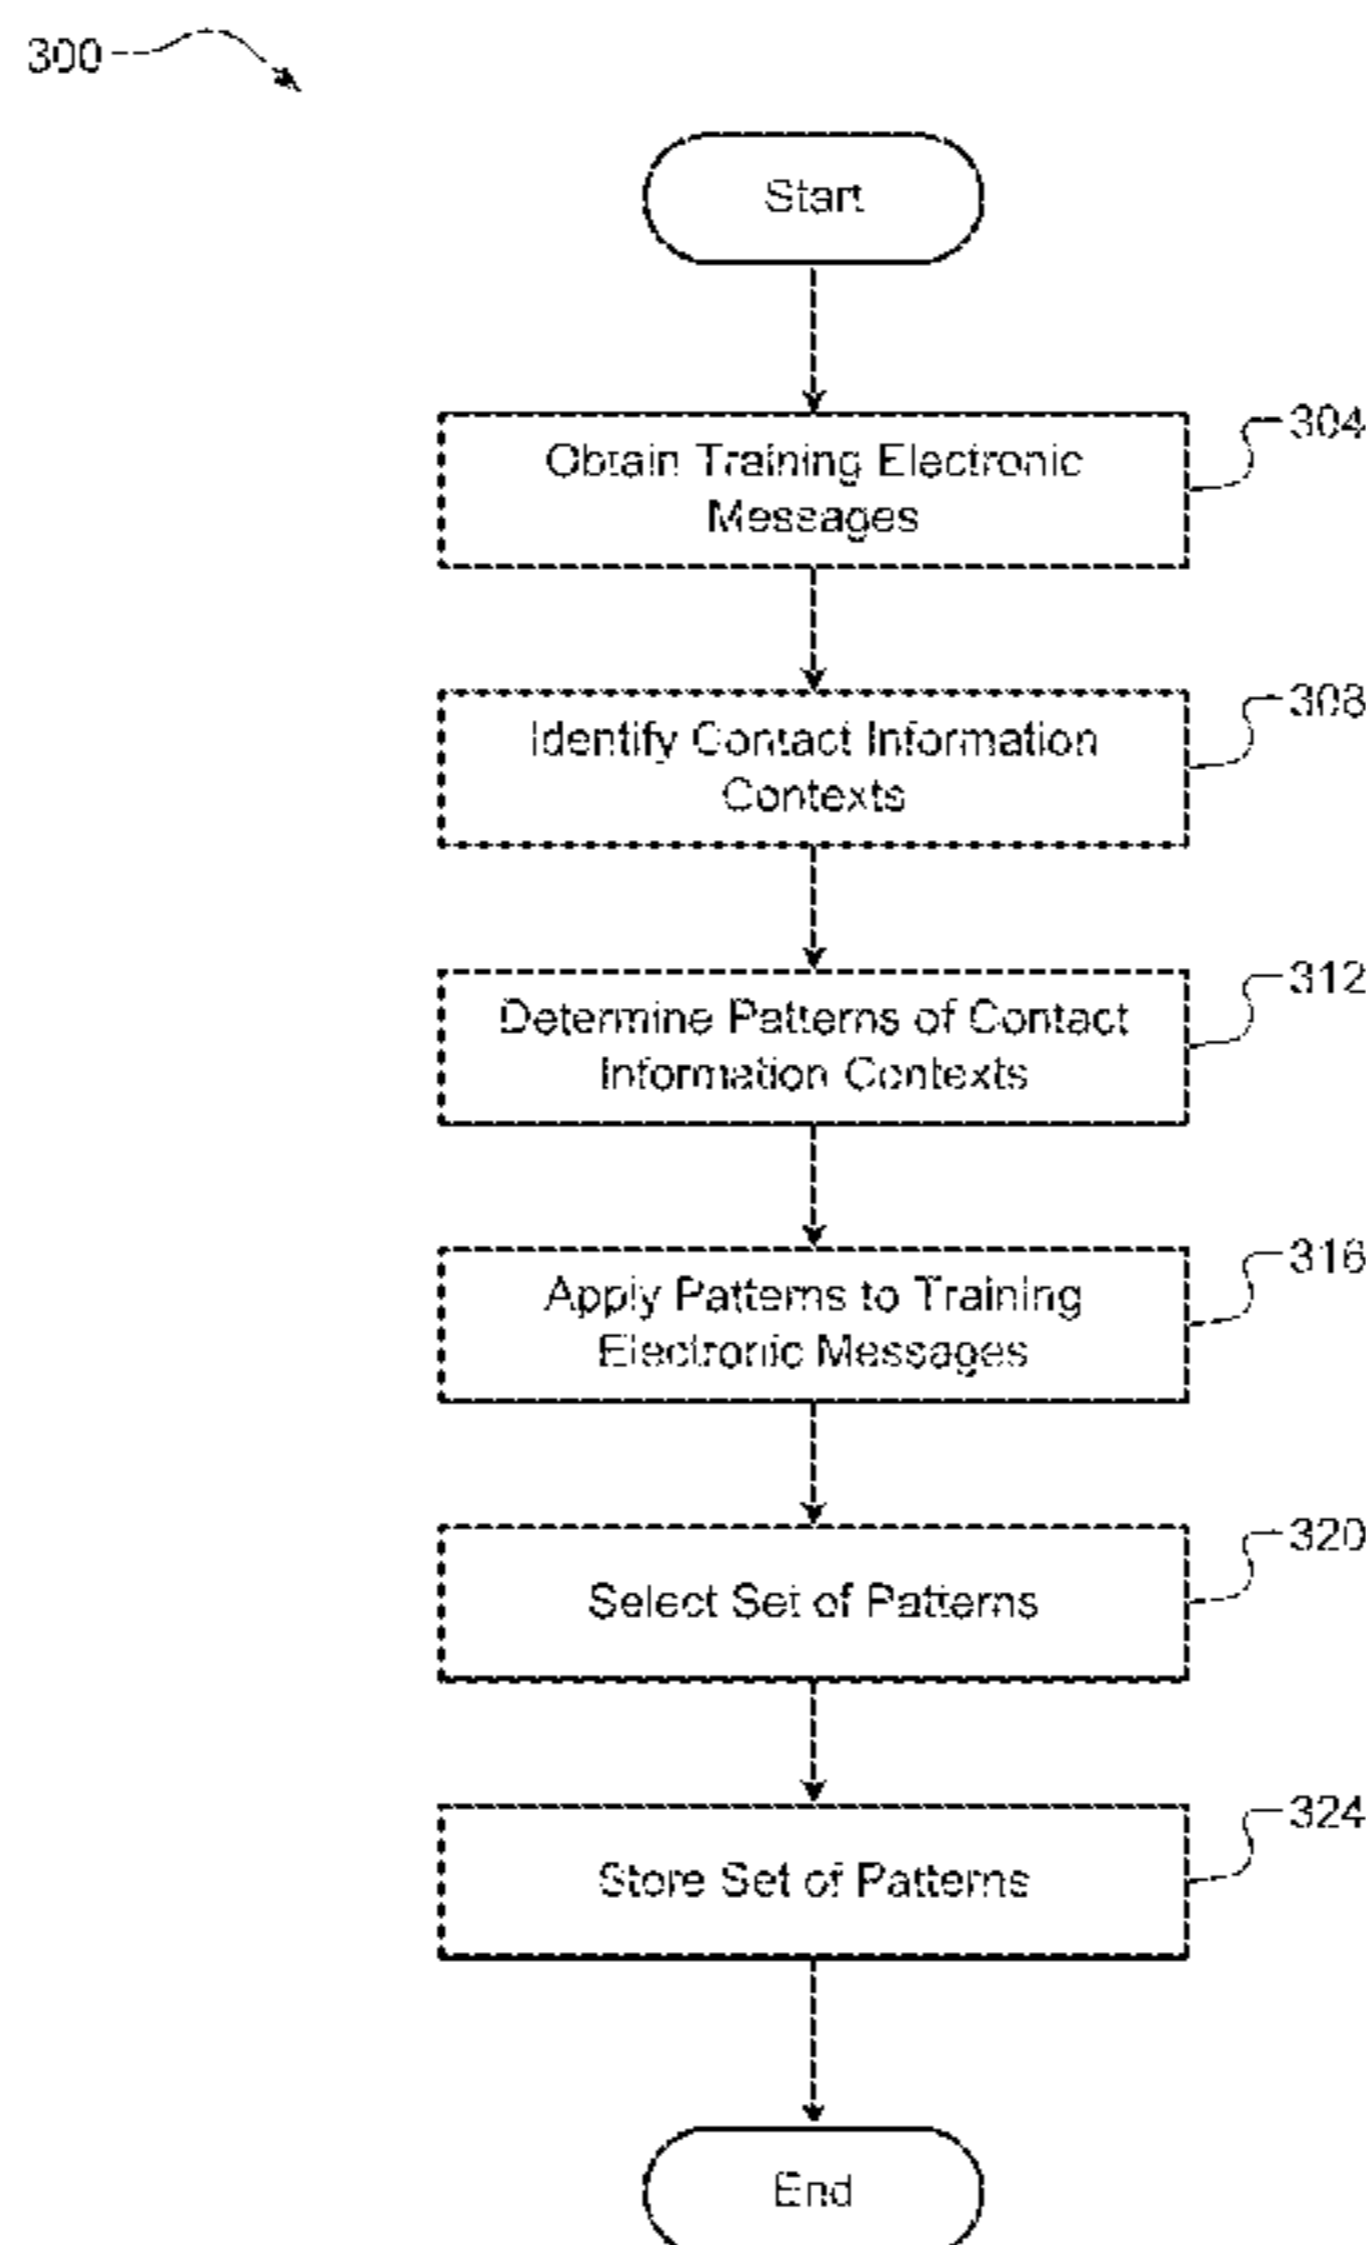 300
Start
Obtain Training Electronic
Messages
304
Identify Contact Information
Contexts
308
Determine Patterns of Contact
Information Contexts
312
Apply Patterns to Training
Electronic Messages
316
Select Set of Patterns
320
Store Set of Patterns
324
End